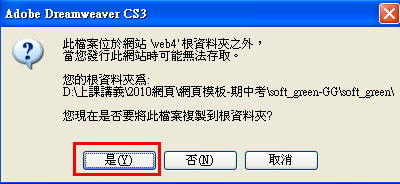 Adobe Dreamweaver CS3
此檔案位於網站 'web4' 根資料夾之外，
當您發行此網站時可能無法存取。
您的根資料夾為:
D:\上課講義\2010網頁\網頁模板-期中考\soft_green-GG\soft_green\
您現在是否要將此檔案複製到根資料夾?
是(Y) 否(N) 取消